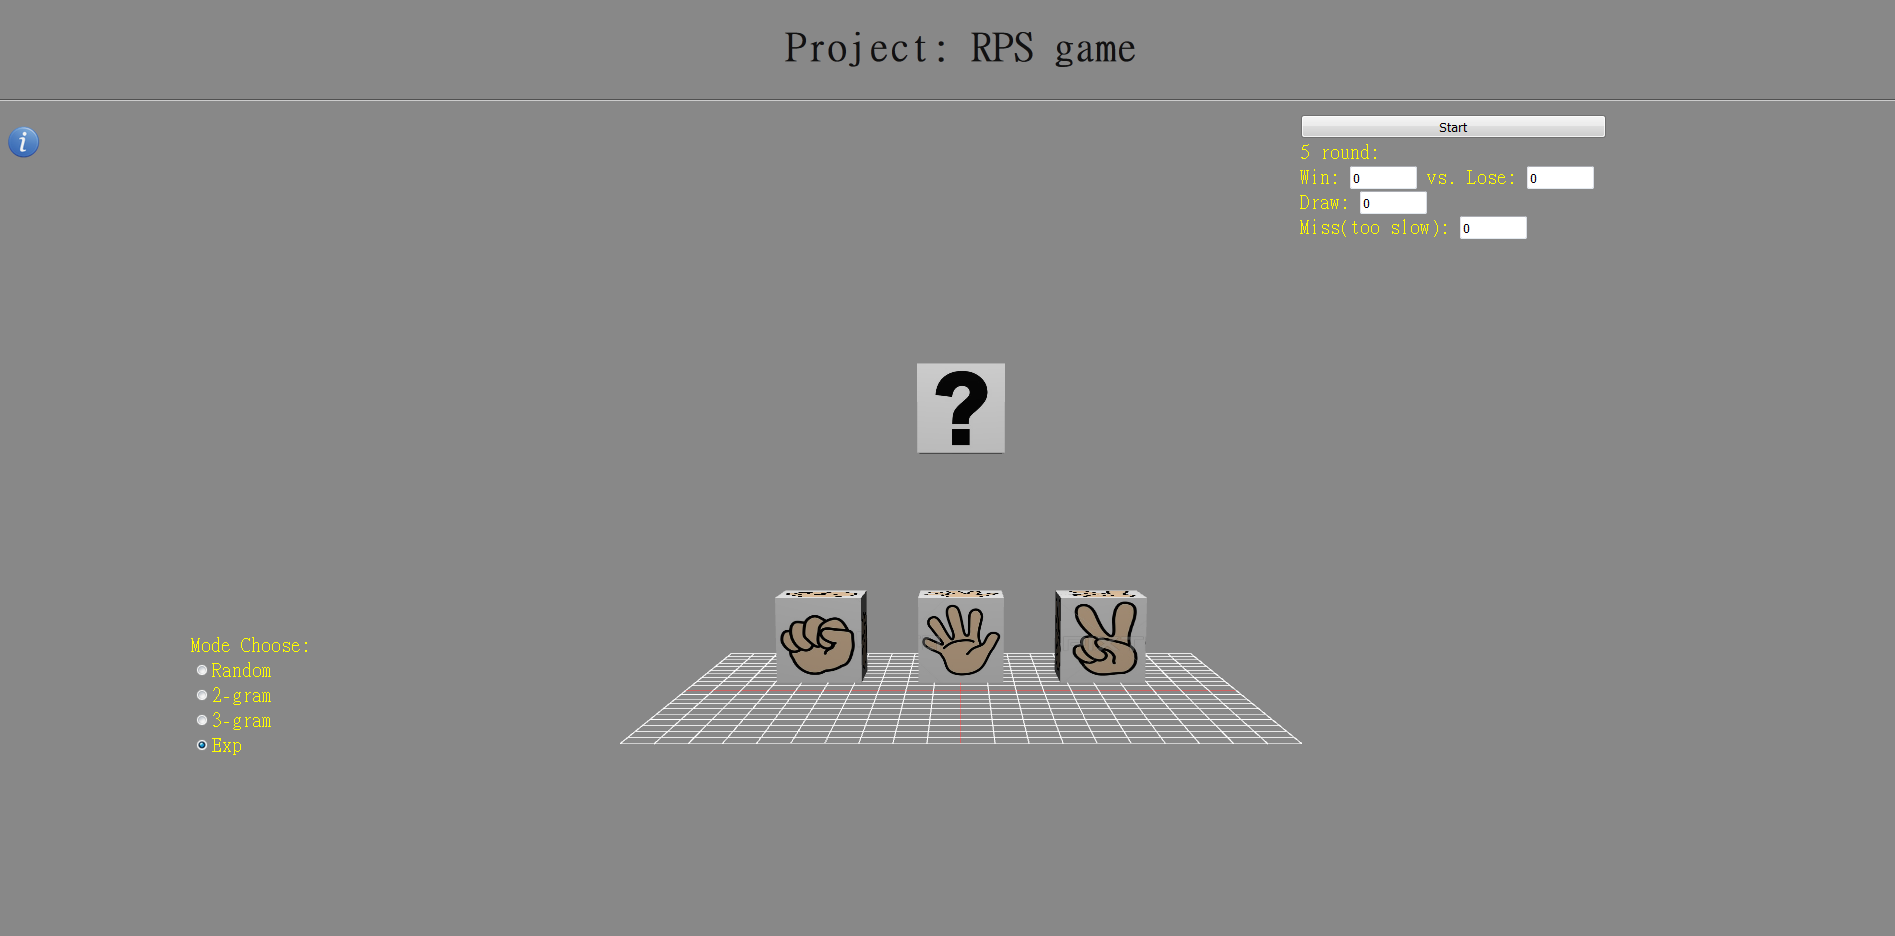 Project: RPS game
i
Start
5 round:
Win: 0 vs. Lose: 0
Draw: 0
Miss(too slow): 0
?
Mode Choose:
Random
2-gram
3-gram
Exp